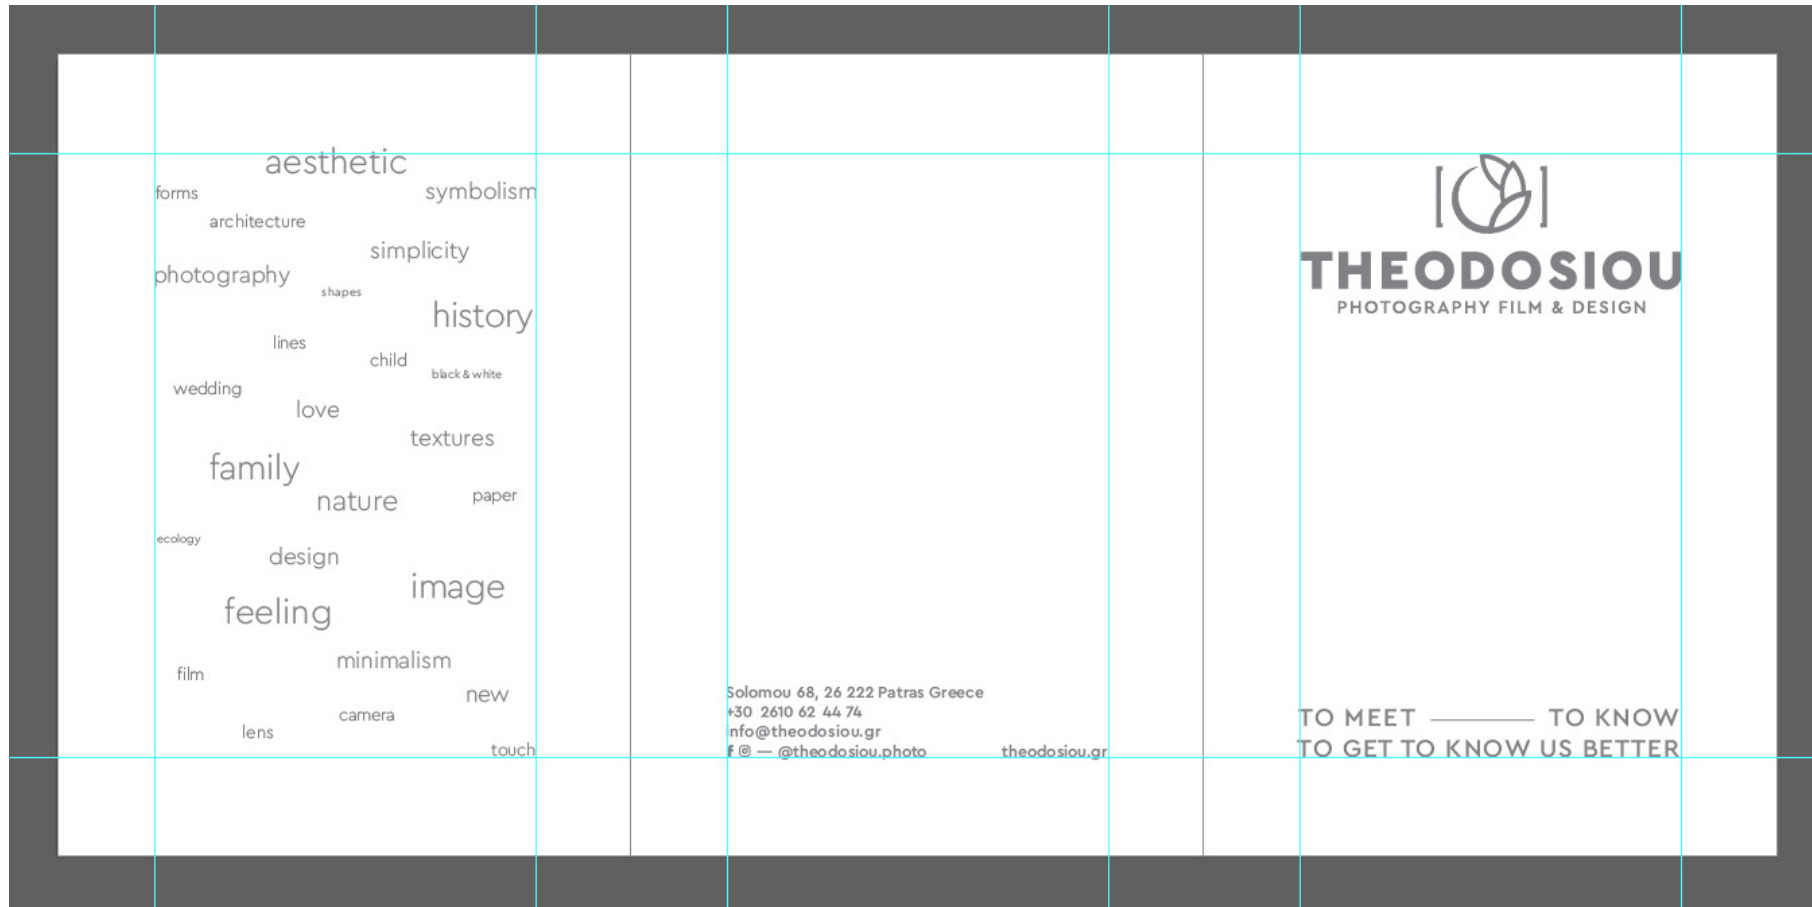 aesthetic
forms
symbolism
architecture
simplicity
photography
shapes
history
lines
child
black & white
wedding
love
textures
family
nature
paper
ecology
design
image
feeling
minimalism
film
new
camera
lens
touch
Solomou 68, 26 222 Patras Greece
+30 2610 62 44 74
info@theodosiou.gr
f — @theodosiou.photo theodosiou.gr
THEODOSIOU
PHOTOGRAPHY FILM & DESIGN
TO MEET ——— TO KNOW
TO GET TO KNOW US BETTER